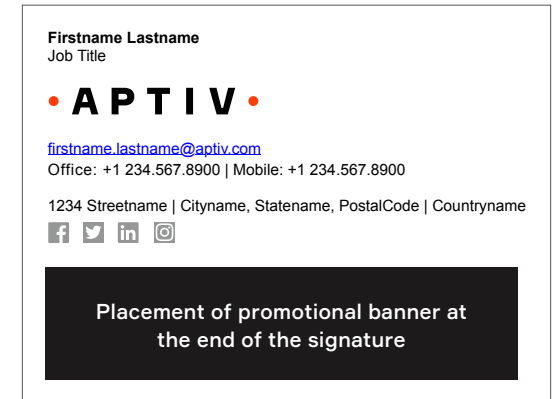 Firstname Lastname
Job Title
• A P T I V •
firstname.lastname@aptiv.com
Office: +1 234.567.8900 | Mobile: +1 234.567.8900
1234 Streetname | Cityname, Statename, PostalCode | Countryname
Placement of promotional banner at
the end of the signature